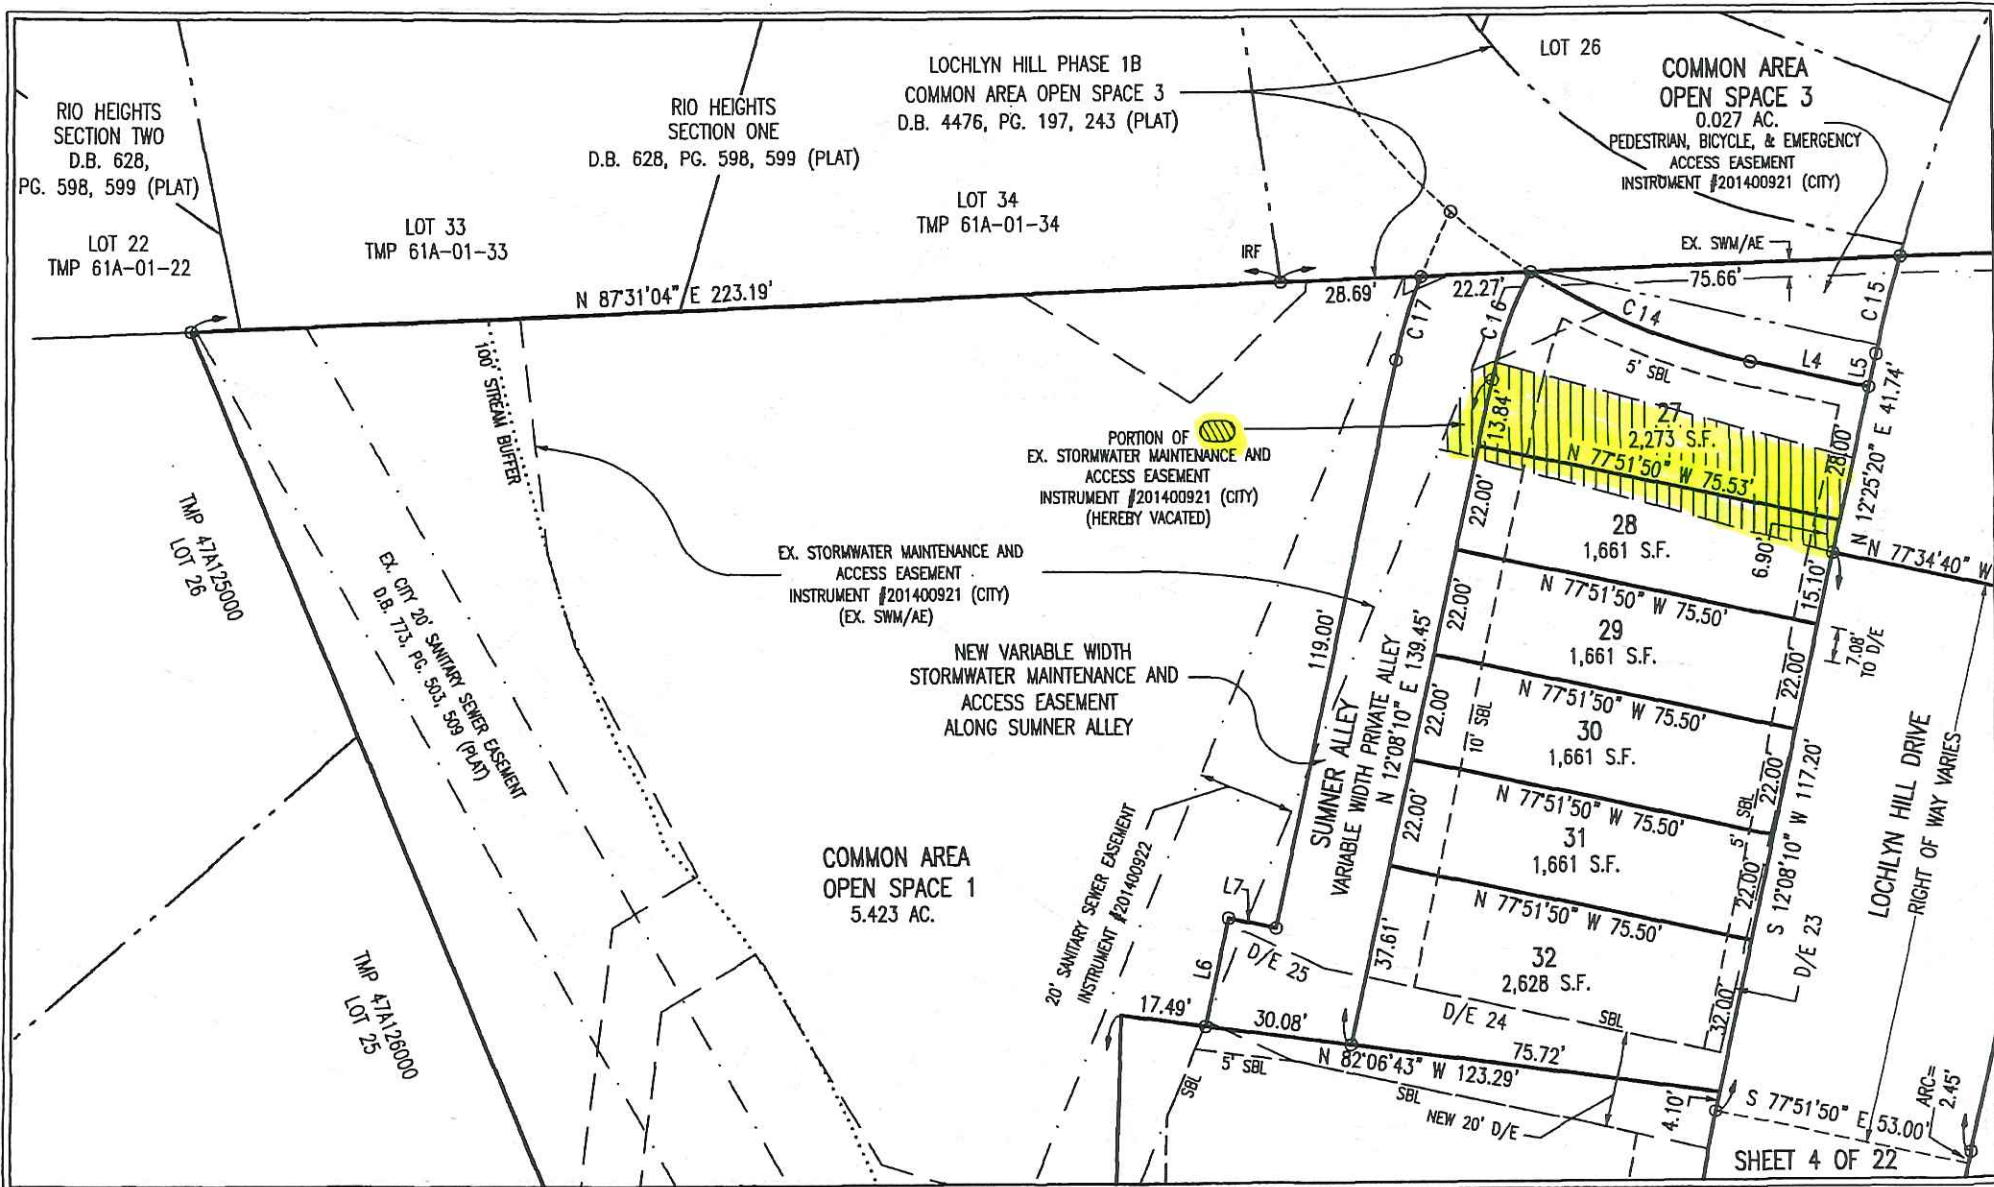 RIO HEIGHTS
SECTION TWO
D.B. 628,
PG. 598, 599 (PLAT)
LOT 22
TMP 61A-01-22
LOT 33
TMP 61A-01-33
RIO HEIGHTS
SECTION ONE
D.B. 628, PG. 598, 599 (PLAT)
LOCHLYN HILL PHASE 1B
COMMON AREA OPEN SPACE 3
D.B. 4476, PG. 197, 243 (PLAT)
LOT 34
TMP 61A-01-34
LOT 26
COMMON AREA
OPEN SPACE 3
0.027 AC.
PEDESTRIAN, BICYCLE, & EMERGENCY
ACCESS EASEMENT
INSTRUMENT #201400921 (CITY)
EX. SWM/AE
IRF
N 87°31'04" E 223.19'
28.69'
22.27'
75.66'
C17
C16
C14
C15
L4
L5
5' SBL
N 12°25'20" E 41.74'
28.00'
13.84'
27
2,273 S.F.
N 77°51'50" W 75.53'
PORTION OF
EX. STORMWATER MAINTENANCE AND
ACCESS EASEMENT
INSTRUMENT #201400921 (CITY)
(HEREBY VACATED)
100' STREAM BUFFER
EX. STORMWATER MAINTENANCE AND
ACCESS EASEMENT
INSTRUMENT #201400921 (CITY)
(EX. SWM/AE)
22.00'
28
1,661 S.F.
6.90'
15.10'
N 77°34'40" W
N 77°51'50" W 75.50'
22.00'
29
1,661 S.F.
22.00'
7.08'
TO D/E
N 77°51'50" W 75.50'
22.00'
10' SBL
30
1,661 S.F.
22.00'
N 77°51'50" W 75.50'
22.00'
31
1,661 S.F.
5' SBL
22.00'
N 77°51'50" W 75.50'
37.61'
32
2,628 S.F.
32.00'
S 12°08'10" W 117.20'
D/E 23
LOCHLYN HILL DRIVE
RIGHT OF WAY VARIES
119.00'
SUMNER ALLEY
VARIABLE WIDTH PRIVATE ALLEY
N 12°08'10" E 139.45'
NEW VARIABLE WIDTH
STORMWATER MAINTENANCE AND
ACCESS EASEMENT
ALONG SUMNER ALLEY
TMP 47A125000
LOT 26
EX. CITY 20' SANITARY SEWER EASEMENT
D.B. 773, PG. 503, 509 (PLAT)
COMMON AREA
OPEN SPACE 1
5.423 AC.
20' SANITARY SEWER EASEMENT
INSTRUMENT #201400922
L7
L6
D/E 25
D/E 24
SBL
TMP 47A126000
LOT 25
17.49'
30.08'
75.72'
N 82°06'43" W 123.29'
SBL
5' SBL
SBL
NEW 20' D/E
4.10'
S 77°51'50" E 53.00'
ARC=
2.45'
SHEET 4 OF 22